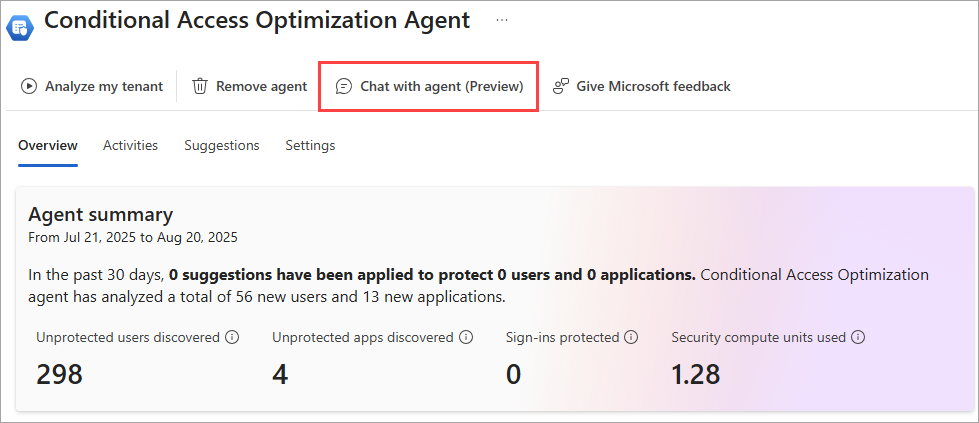 Conditional Access Optimization Agent ...
Analyze my tenant Remove agent Chat with agent (Preview) Give Microsoft feedback
Overview Activities Suggestions Settings
Agent summary
From Jul 21, 2025 to Aug 20, 2025
In the past 30 days, 0 suggestions have been applied to protect 0 users and 0 applications. Conditional Access Optimization
agent has analyzed a total of 56 new users and 13 new applications.
Unprotected users discovered Unprotected apps discovered Sign-ins protected Security compute units used
298 4 0 1.28